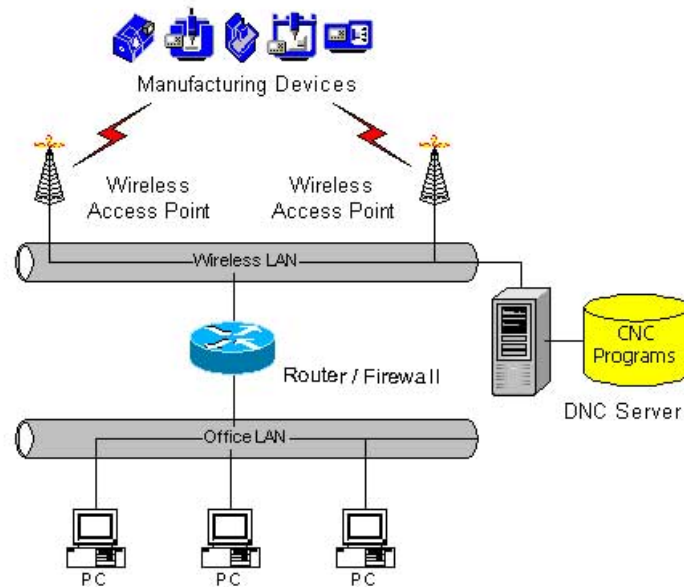 Manufacturing Devices
Wireless
Access Point
Wireless
Access Point
Wireless LAN
CNC
Programs
Router / Firewall
DNC Server
Office LAN
PC
PC
PC